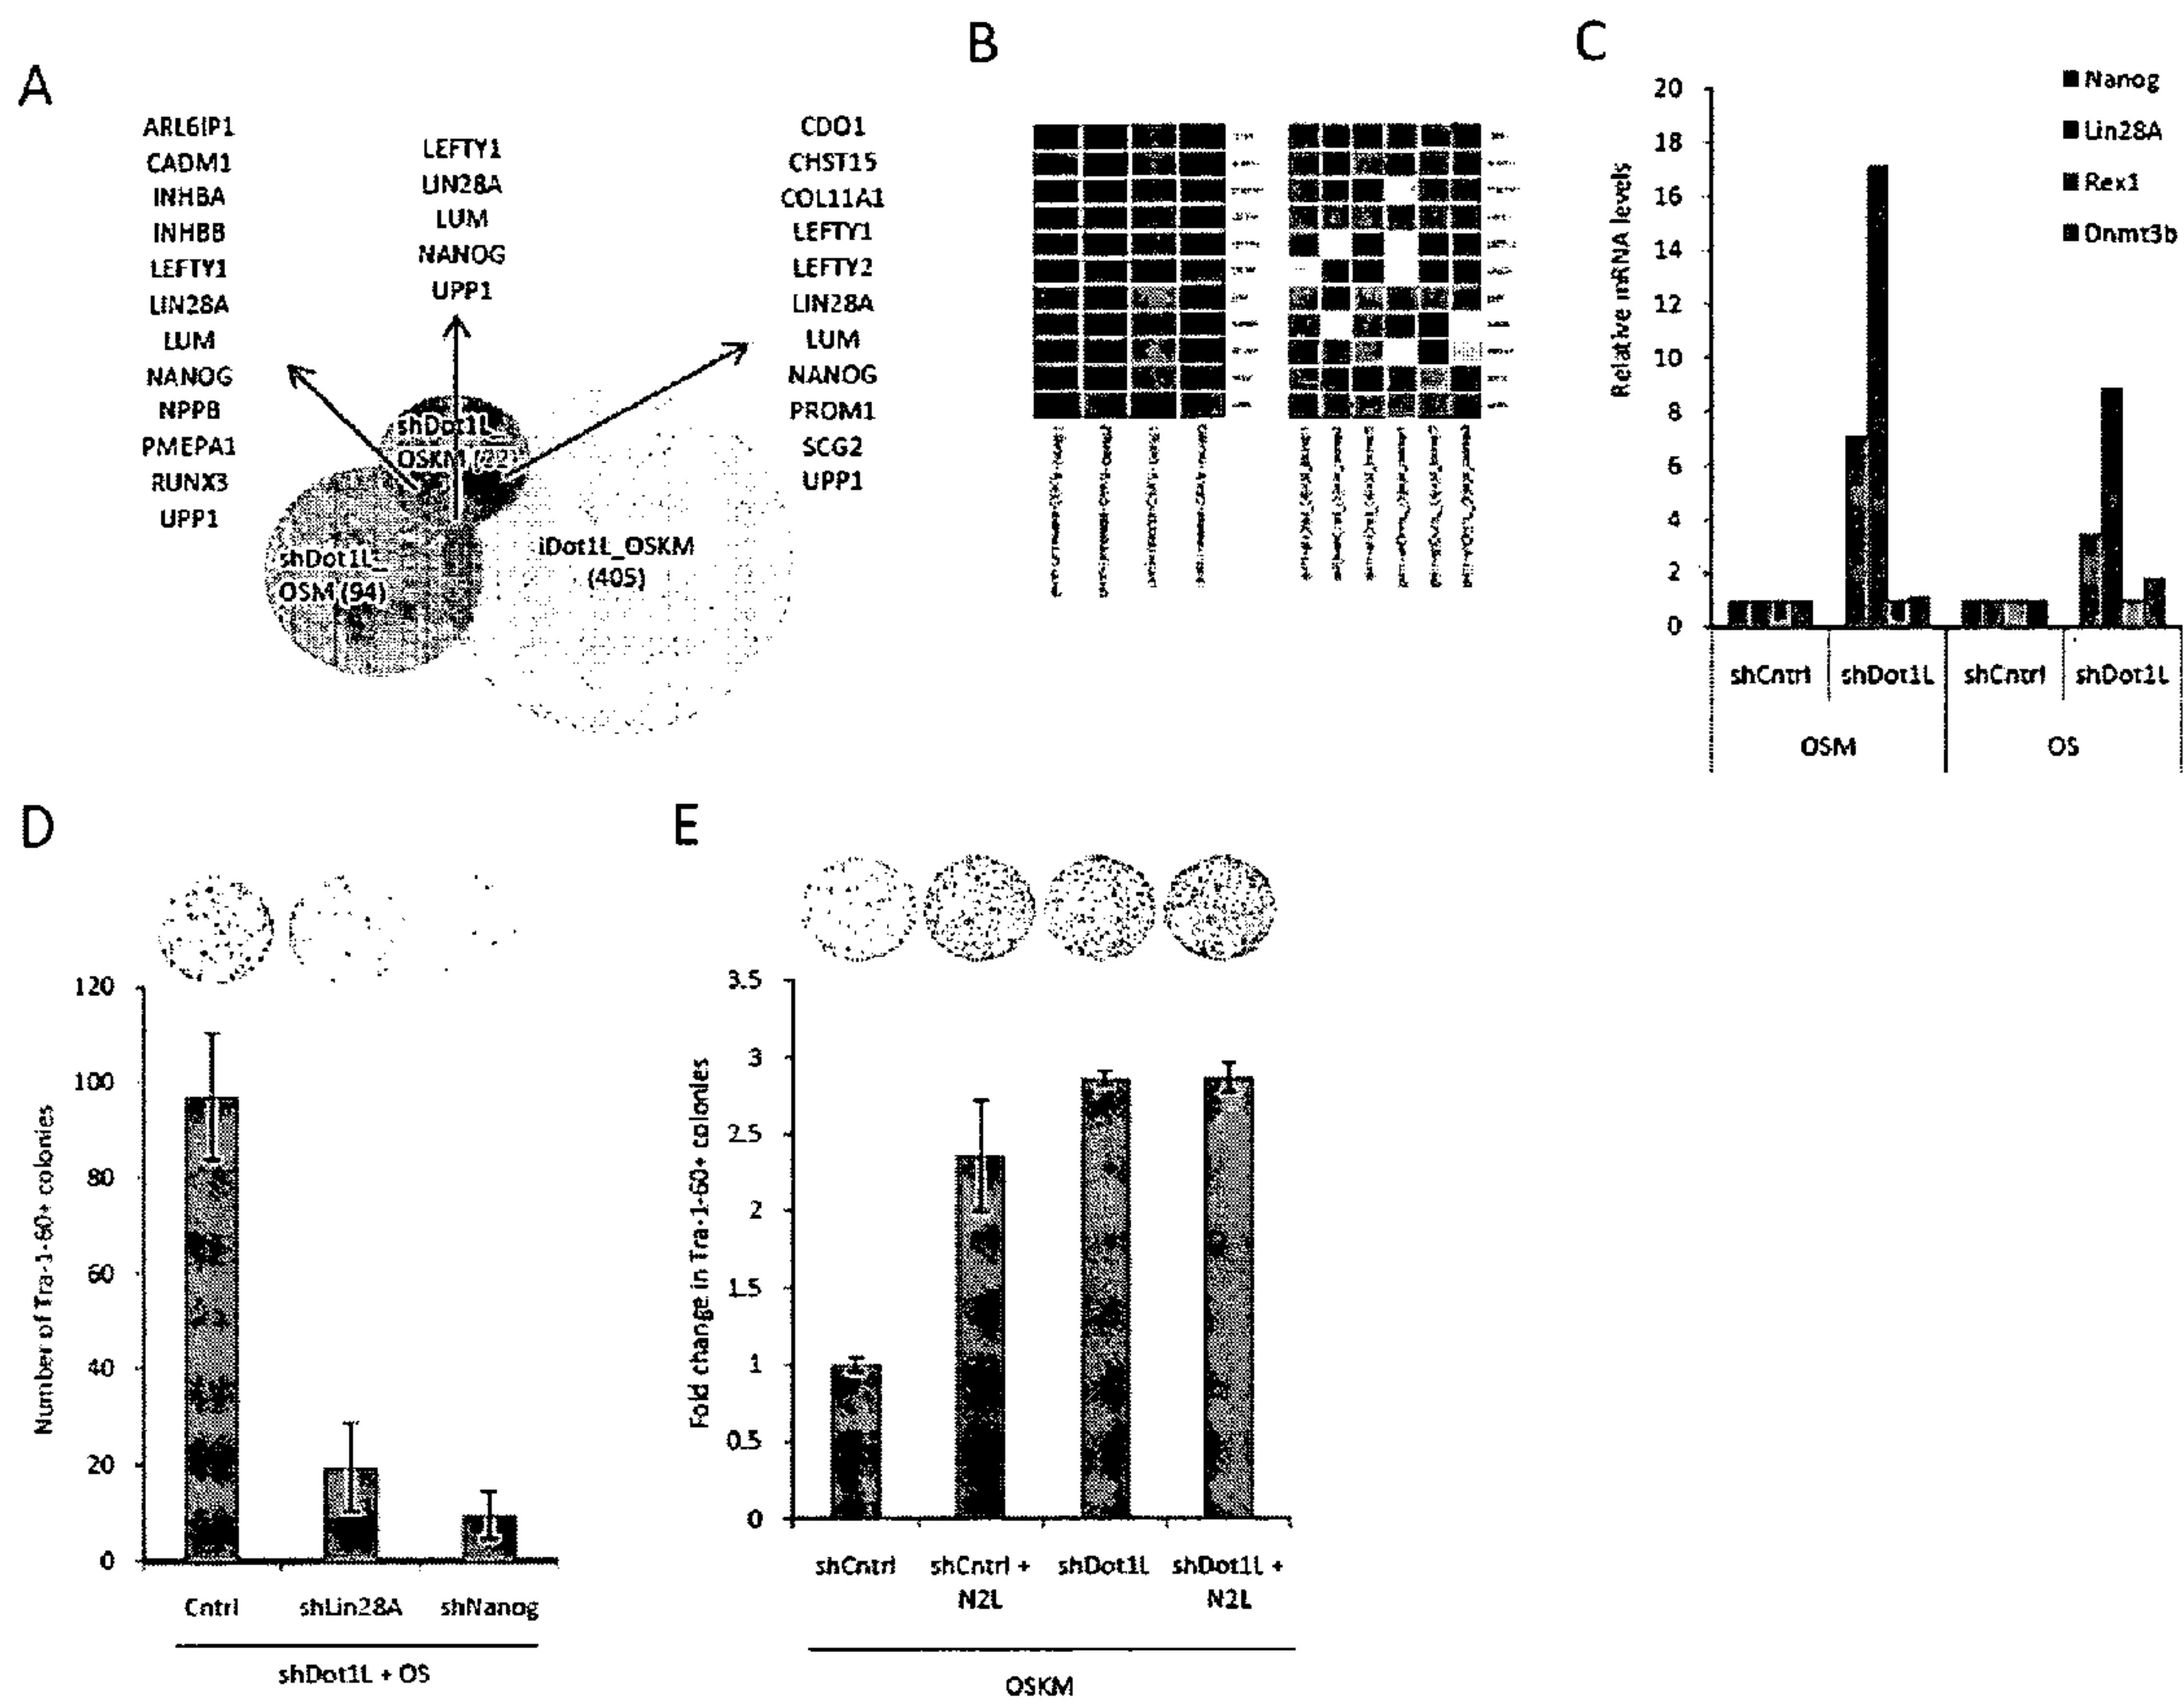 A
ARL6IP1
CADM1
INHBA
INHBB
LEFTY1
LIN28A
LUM
NANOG
NPPB
PMEPA1
RUNX3
UPP1
LEFTY1
LIN28A
LUM
NANOG
UPP1
CDO1
CHST15
COL11A1
LEFTY1
LEFTY2
LIN28A
LUM
NANOG
PROM1
SCG2
UPP1
shDot1L_
OSKM (22)
shDot1L_
OSM (94)
iDot1L_OSKM
(405)
B
C
Relative mRNA levels
20
18
16
14
12
10
8
6
4
2
0
Nanog
Lin28A
Rex1
Dnmt3b
shCntrl
shDot1L
shCntrl
shDot1L
OSM
OS
D
Number of Tra-1-60+ colonies
120
100
80
60
40
20
0
Cntrl
shLin28A
shNanog
shDot1L + OS
E
Fold change in Tra-1-60+ colonies
3.5
3
2.5
2
1.5
1
0.5
0
shCntrl
shCntrl +
N2L
shDot1L
shDot1L +
N2L
OSKM